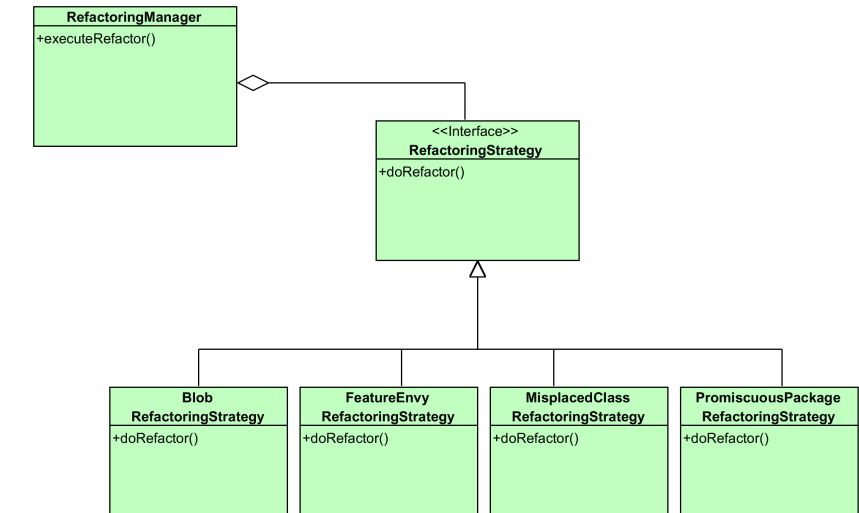 RefactoringManager
+executeRefactor()
<<Interface>>
RefactoringStrategy
+doRefactor()
Blob
RefactoringStrategy
+doRefactor()
FeatureEnvy
RefactoringStrategy
+doRefactor()
MisplacedClass
RefactoringStrategy
+doRefactor()
PromiscuousPackage
RefactoringStrategy
+doRefactor()